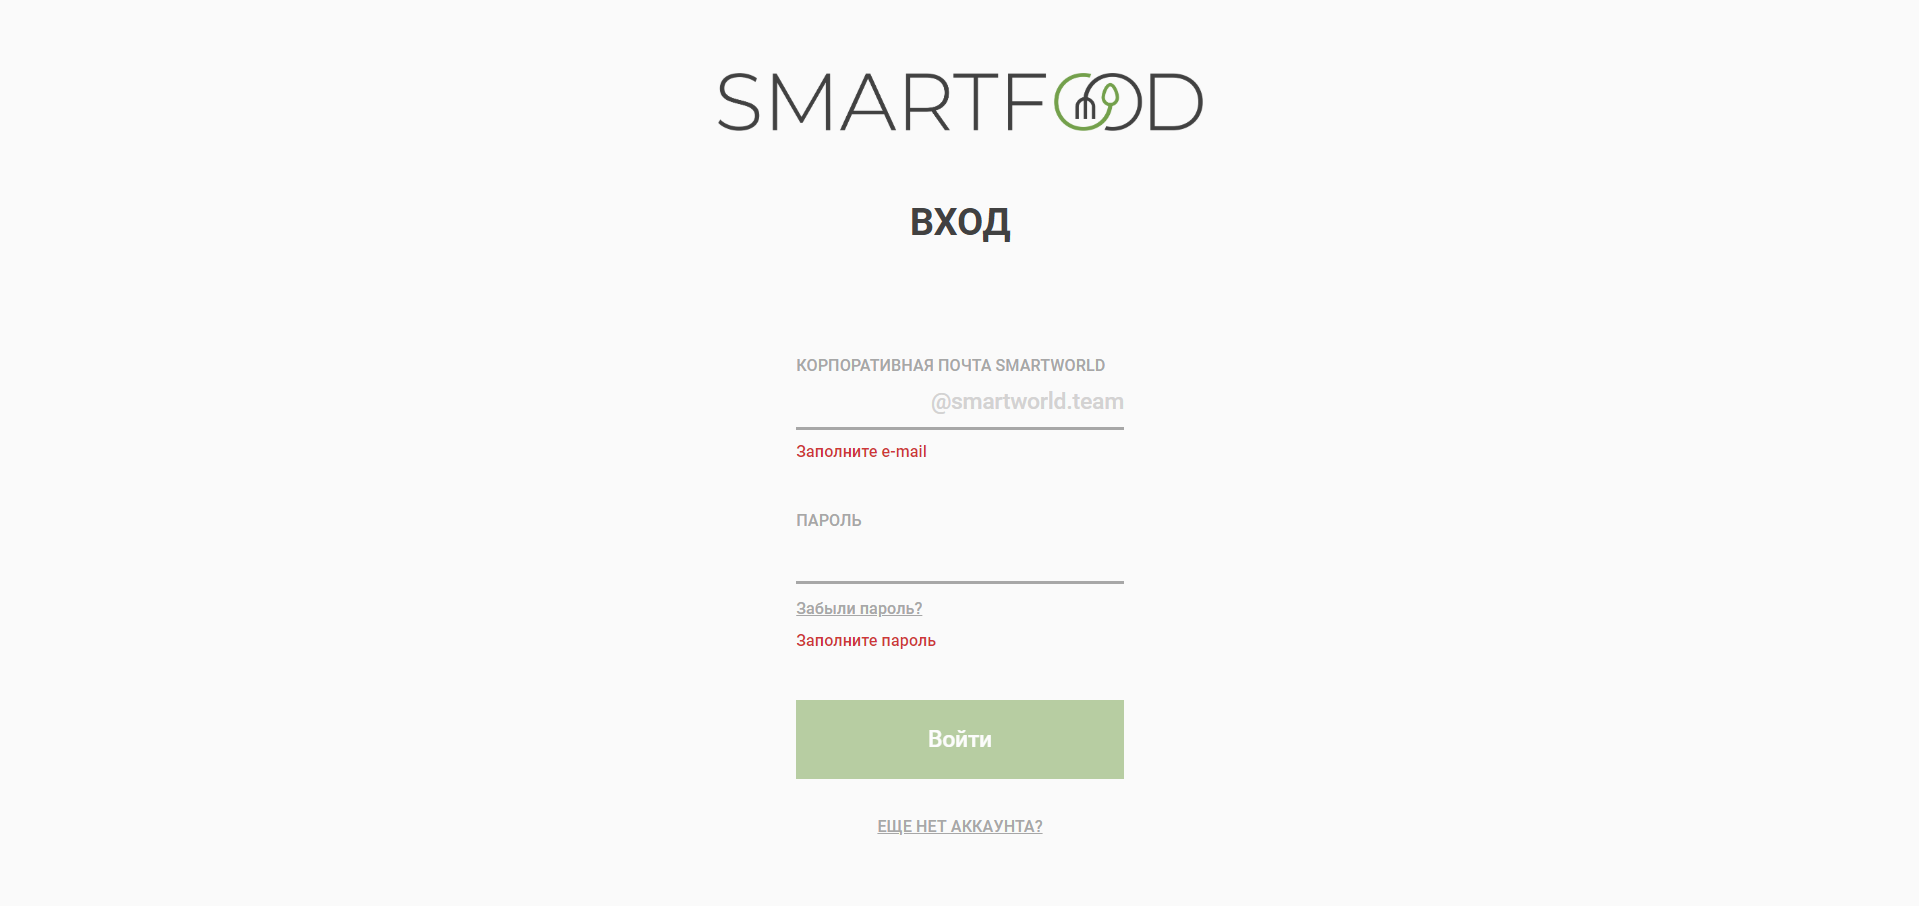 SMARTFOOD
ВХОД
КОРПОРАТИВНАЯ ПОЧТА SMARTWORLD
@smartworld.team
Заполните e-mail
ПАРОЛЬ
Забыли пароль?
Заполните пароль
Войти
ЕЩЕ НЕТ АККАУНТА?